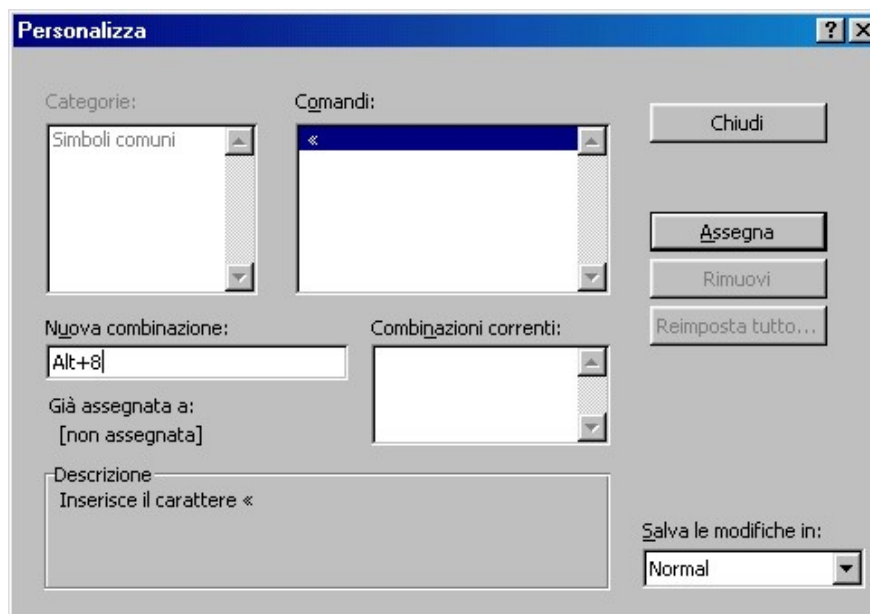 Personalizza
Categorie:
Comandi:
Simboli comuni
«
Chiudi
Assegna
Rimuovi
Reimposta tutto...
Nuova combinazione:
Combinazioni correnti:
Alt+8
Già assegnata a:
[non assegnata]
Descrizione
Inserisce il carattere «
Salva le modifiche in:
Normal